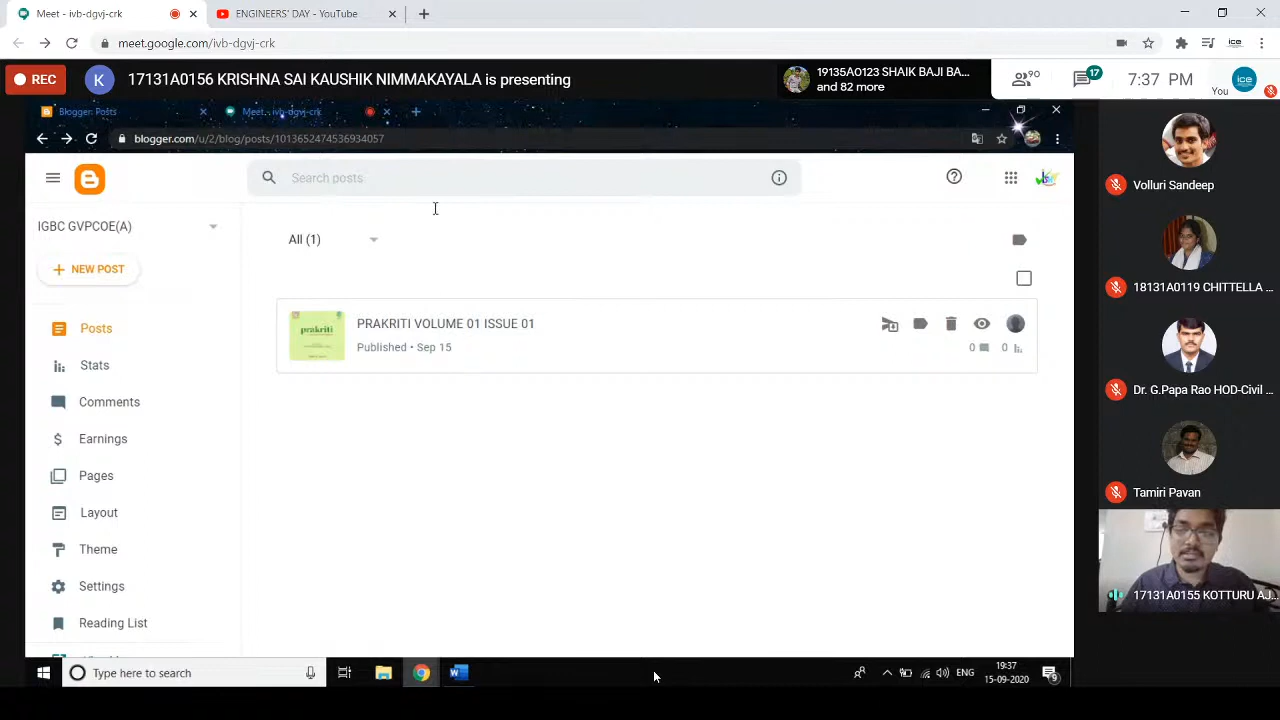 Meet - ivb-dgvj-crk
ENGINEERS' DAY - YouTube
meet.google.com/ivb-dgvj-crk
REC
K
17131A0156 KRISHNA SAI KAUSHIK NIMMAKAYALA is presenting
19135A0123 SHAIK BAJI BA...
and 82 more
90
17
7:37 PM
ice
You
Blogger: Posts
Meet - ivb-dgvj-crk
blogger.com/u/2/blog/posts/1013652474536934057
Search posts
IGBC GVPCOE(A)
All (1)
NEW POST
prakriti
PRAKRITI VOLUME 01 ISSUE 01
Published • Sep 15
0
0
Posts
Stats
Comments
Earnings
Pages
Layout
Theme
Settings
Reading List
Volluri Sandeep
18131A0119 CHITTELLA ...
Dr. G.Papa Rao HOD-Civil ...
Tamiri Pavan
17131A0155 KOTTURU AJ...
Type here to search
ENG
19:37
15-09-2020
9